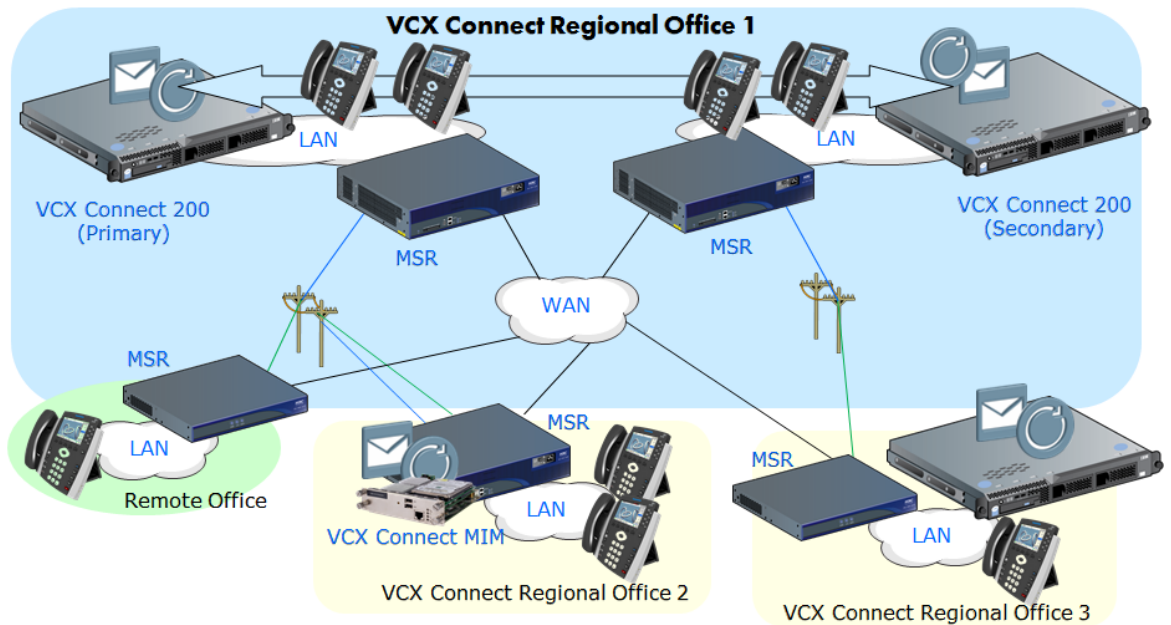 VCX Connect Regional Office 1
LAN
LAN
VCX Connect 200
(Primary)
VCX Connect 200
(Secondary)
MSR
MSR
WAN
MSR
LAN
Remote Office
MSR
LAN
VCX Connect MIM
VCX Connect Regional Office 2
MSR
LAN
VCX Connect Regional Office 3